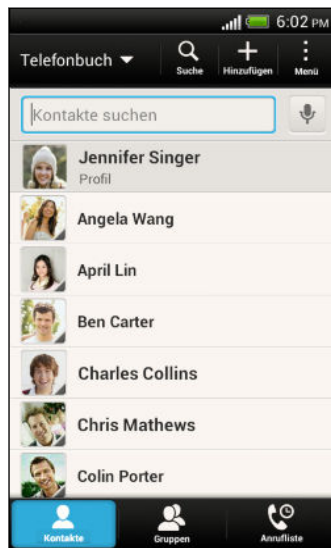 6:02 PM
Telefonbuch
Suche
Hinzufügen
Menü
Kontakte suchen
Jennifer Singer
Profil
Angela Wang
April Lin
Ben Carter
Charles Collins
Chris Mathews
Colin Porter
Kontakte
Gruppen
Anrufliste